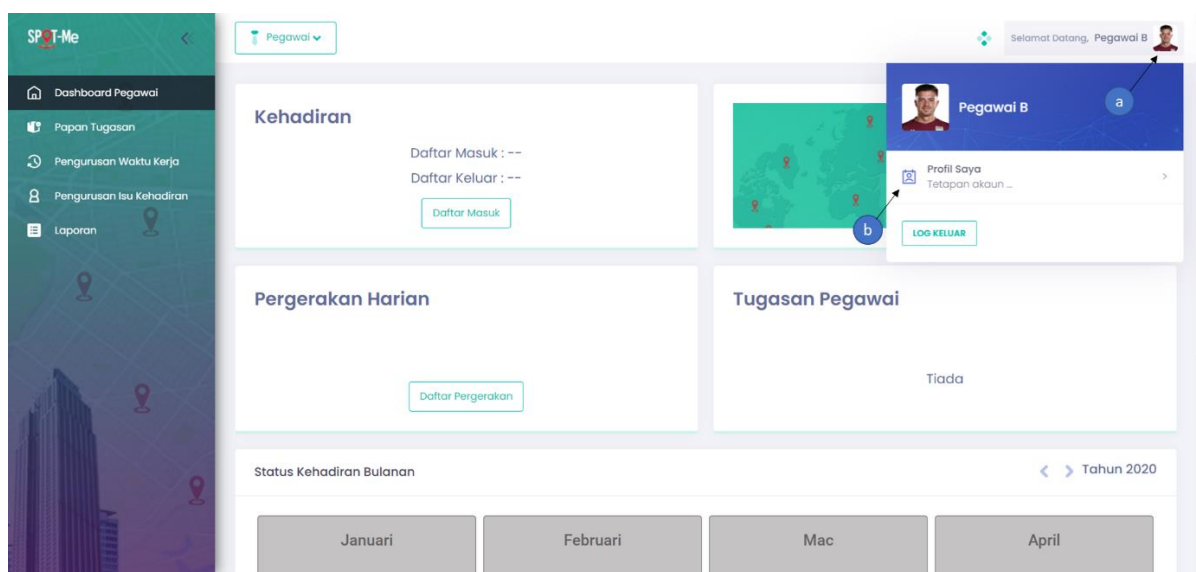 SPOT-Me
Pegawai
Selamat Datang, Pegawai B
Dashboard Pegawai
Papan Tugasan
Pengurusan Waktu Kerja
Pengurusan Isu Kehadiran
Laporan
Kehadiran
Daftar Masuk : --
Daftar Keluar : --
Daftar Masuk
Pegawai B
a
Profil Saya
Tetapan akaun ...
b
LOG KELUAR
Pergerakan Harian
Daftar Pergerakan
Tugasan Pegawai
Tiada
Status Kehadiran Bulanan
Tahun 2020
Januari
Februari
Mac
April